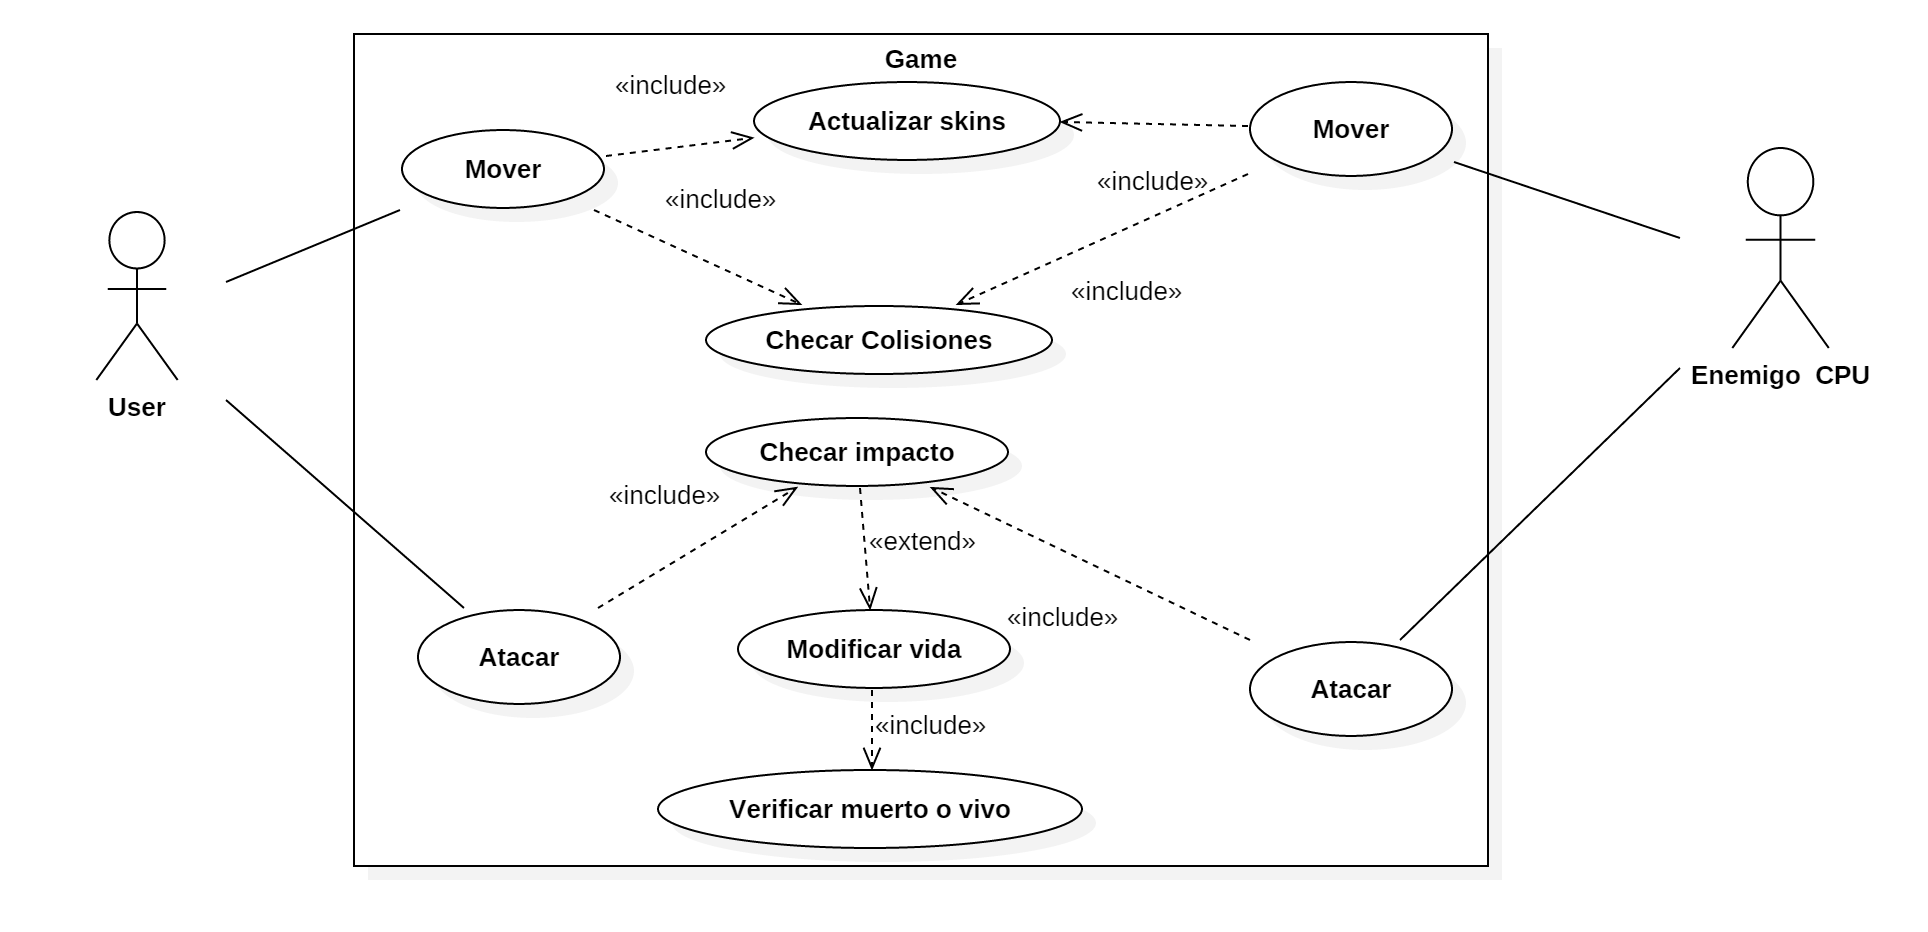 Game
«include»
Actualizar skins
Mover
Mover
«include»
«include»
«include»
Checar Colisiones
User
Enemigo  CPU
Checar impacto
«include»
«extend»
«include»
Atacar
Modificar vida
Atacar
«include»
Verificar muerto o vivo